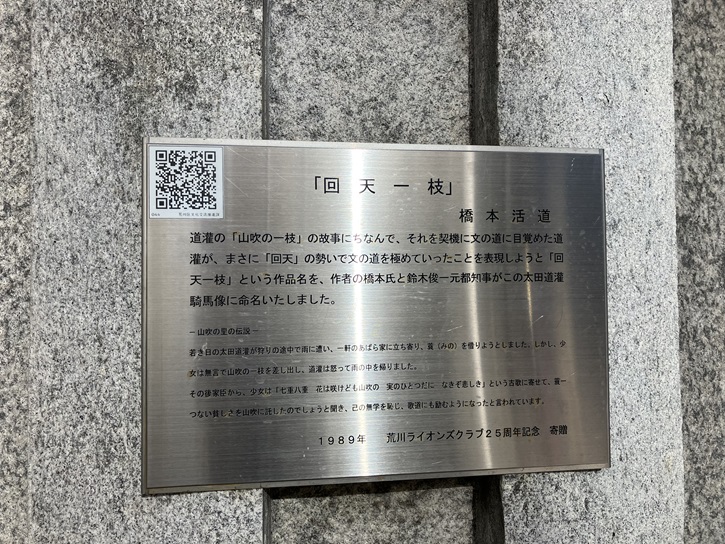 「回天一枝」
橋本活道
道灌の「山吹の一枝」の故事にちなんで、それを契機に文の道に目覚めた道
灌が、まさに「回天」の勢いで文の道を極めていったことを表現しようと「回
天一枝」という作品名を、作者の橋本氏と鈴木俊一元都知事がこの太田道灌
騎馬像に命名いたしました。
−山吹の里の伝説−
若き日の太田道灌が狩りの途中で雨に遭い、一軒のあばら家に立ち寄り、蓑（みの）を借りようとしました。しかし、少
女は無言で山吹の一枝を差し出し、道灌は怒って雨の中を帰りました。
その後家臣から、少女は「七重八重　花は咲けども山吹の　実のひとつだに　なきぞ悲しき」という古歌に寄せて、蓑一
つない貧しさを山吹に託したのでしょうと聞き、己の無学を恥じ、歌道にも励むようになったと言われています。
１９８９年　荒川ライオンズクラブ２５周年記念　寄贈